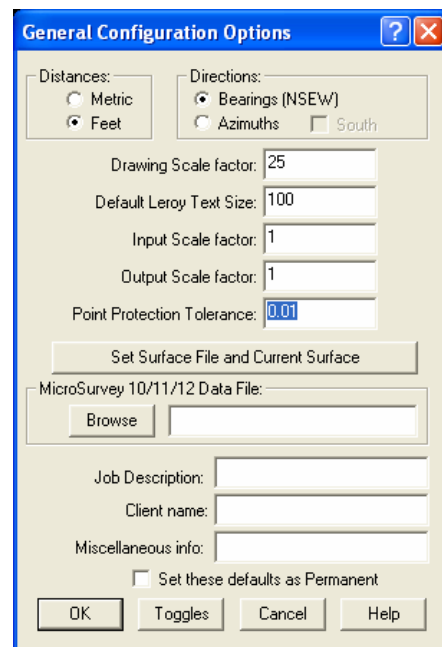 General Configuration Options
Distances:
Metric
Feet
Directions:
Bearings (NSEW)
Azimuths South
Drawing Scale factor: 25
Default Leroy Text Size: 100
Input Scale factor: 1
Output Scale factor: 1
Point Protection Tolerance: 0.01
Set Surface File and Current Surface
MicroSurvey 10/11/12 Data File:
Browse
Job Description:
Client name:
Miscellaneous info:
Set these defaults as Permanent
OK Toggles Cancel Help